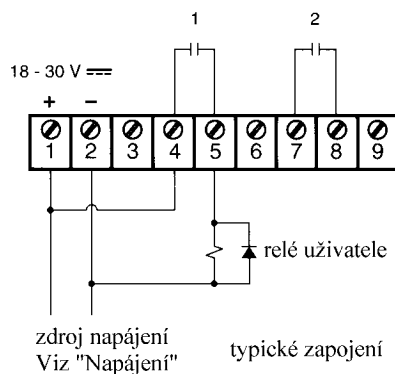 1
2
18 - 30 V
+ −
1 2 3 4 5 6 7 8 9
relé uživatele
zdroj napájení
Viz "Napájení"
typické zapojení